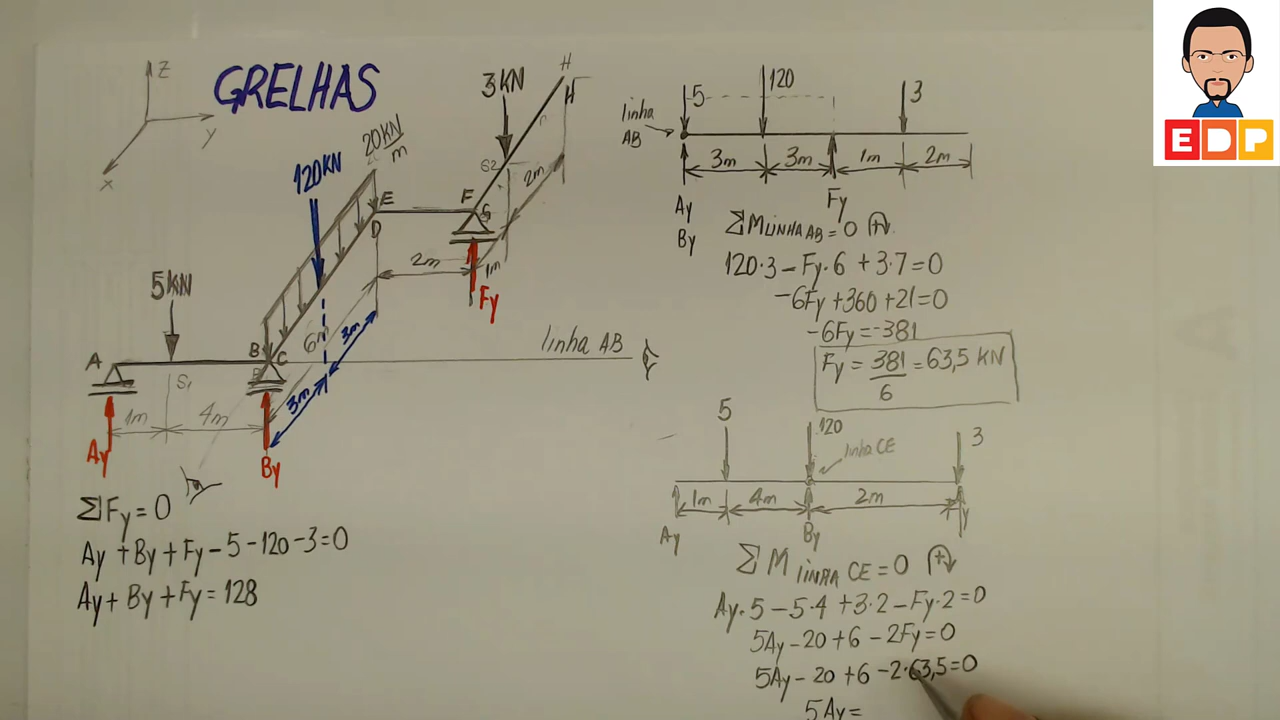 GRELHAS
Z
Y
X
H
H
3KN
20KN
m
120KN
S2
2m
E
D
F
G
2m
1m
Fy
5KN
6m
3m
A
B
C
linha AB
S1
3m
1m
4m
Ay
By
ΣFy=0
Ay+By+Fy-5-120-3=0
Ay+By+Fy=128
5
120
3
linha
AB
3m
3m
1m
2m
Ay
By
Fy
ΣM LINHA AB=0 +
120·3-Fy·6+3·7=0
-6Fy+360+21=0
-6Fy=-381
Fy=381=63,5 KN
6
5
120
3
linha CE
1m
4m
2m
Ay
By
Fy
ΣM LINHA CE=0 +
Ay·5-5·4+3·2-Fy·2=0
5Ay-20+6-2Fy=0
5Ay-20+6-2·63,5=0
5Ay=
EDP